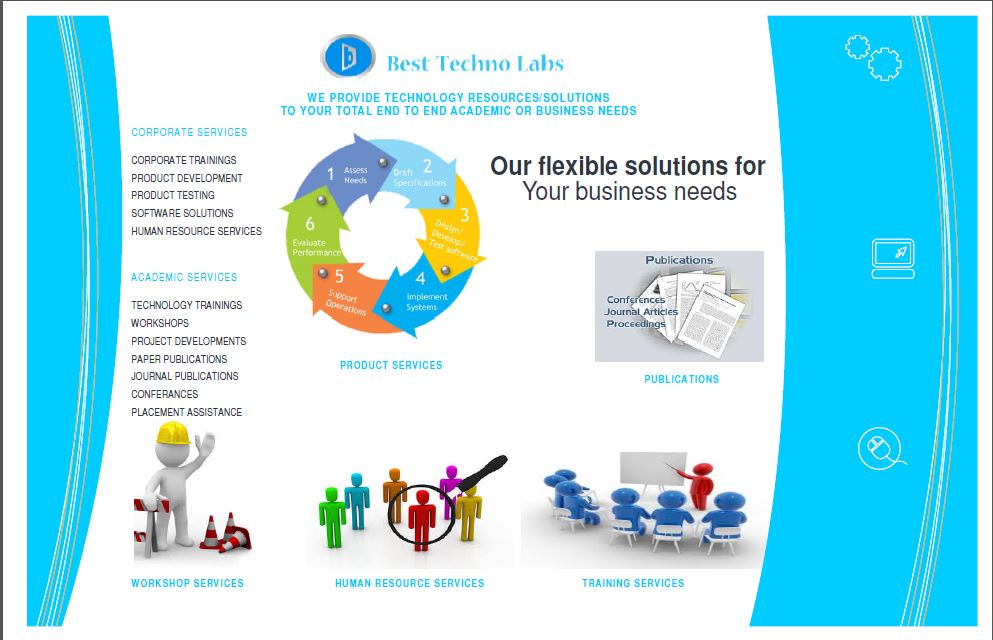 Best Techno Labs
WE PROVIDE TECHNOLOGY RESOURCES/SOLUTIONS
TO YOUR TOTAL END TO END ACADEMIC OR BUSINESS NEEDS
CORPORATE SERVICES
CORPORATE TRAININGS
PRODUCT DEVELOPMENT
PRODUCT TESTING
SOFTWARE SOLUTIONS
HUMAN RESOURCE SERVICES
ACADEMIC SERVICES
TECHNOLOGY TRAININGS
WORKSHOPS
PROJECT DEVELOPMENTS
PAPER PUBLICATIONS
JOURNAL PUBLICATIONS
CONFERANCES
PLACEMENT ASSISTANCE
1 Assess
Needs
2
Draft
Specifications
3
Design/
Develop/
Test software
4
Implement
Systems
5
Support
Operations
6
Evaluate
Performance
PRODUCT SERVICES
Our flexible solutions for
Your business needs
Publications
Conferences
Journal Articles
Proceedings
PUBLICATIONS
WORKSHOP SERVICES
HUMAN RESOURCE SERVICES
TRAINING SERVICES